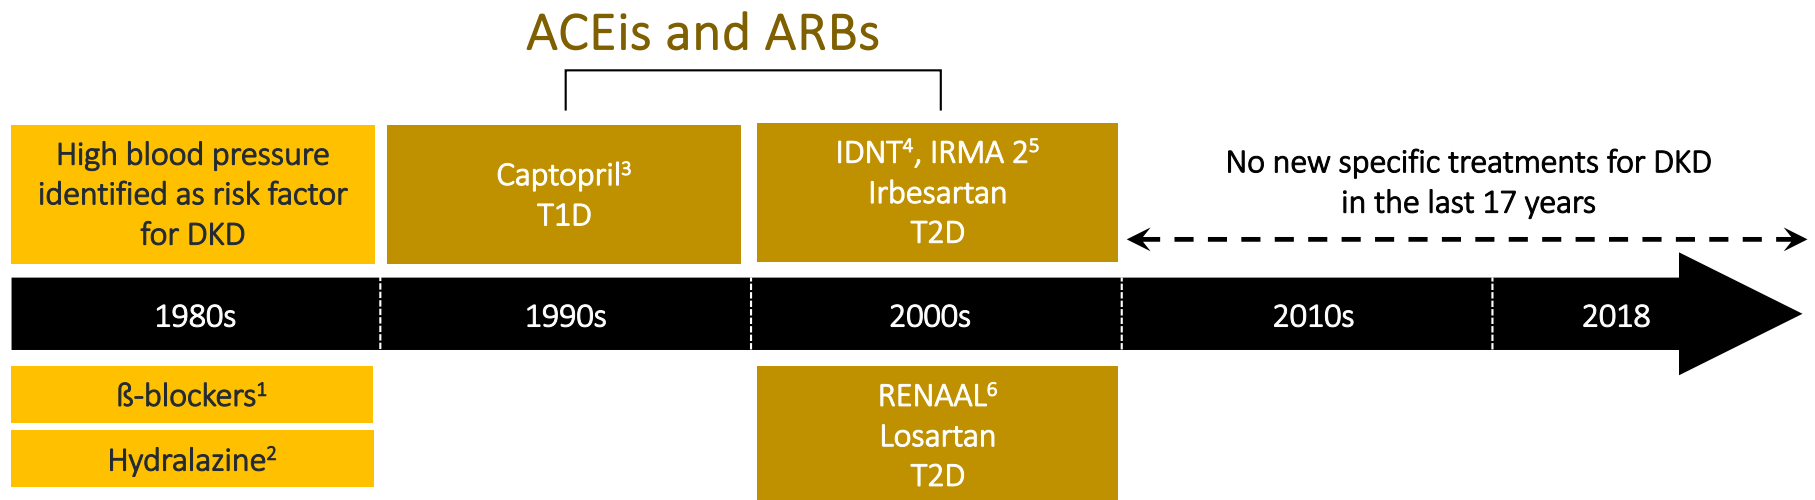 ACEis and ARBs
High blood pressure
identified as risk factor
for DKD
Captopril³
T1D
IDNT⁴, IRMA 2⁵
Irbesartan
T2D
No new specific treatments for DKD
in the last 17 years
1980s
1990s
2000s
2010s
2018
ß-blockers¹
Hydralazine²
RENAAL⁶
Losartan
T2D